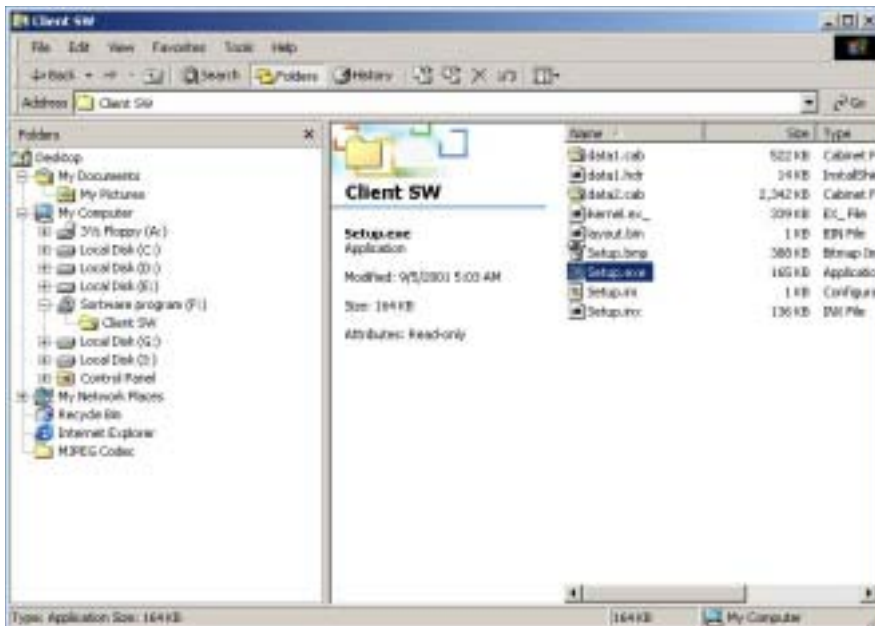 Client SW
File Edit View Favorites Tools Help
Back Search Folders History
Address Client SW Go
Folders
Desktop
My Documents
My Pictures
My Computer
3½ Floppy (A:)
Local Disk (C:)
Local Disk (D:)
Local Disk (E:)
Software program (F:)
Client SW
Local Disk (G:)
Local Disk
Control Panel
My Network Places
Recycle Bin
Internet Explorer
MJPEG Codec
Client SW
Setup.exe
Application
Modified: 9/5/2001 5:03 AM
Size: 164 KB
Attributes: Read-only
Name Size Type
data1.cab 522 KB Cabinet F
data1.hdr 14 KB InstallShie
data2.cab 2,342 KB Cabinet F
ikernel.ex_ 339 KB EX_ File
layout.bin 1 KB BIN File
Setup.bmp 388 KB Bitmap Im
Setup.exe 165 KB Applicatio
Setup.ini 1 KB Configura
Setup.inx 136 KB INX File
Type: Application Size: 164 KB 164 KB My Computer